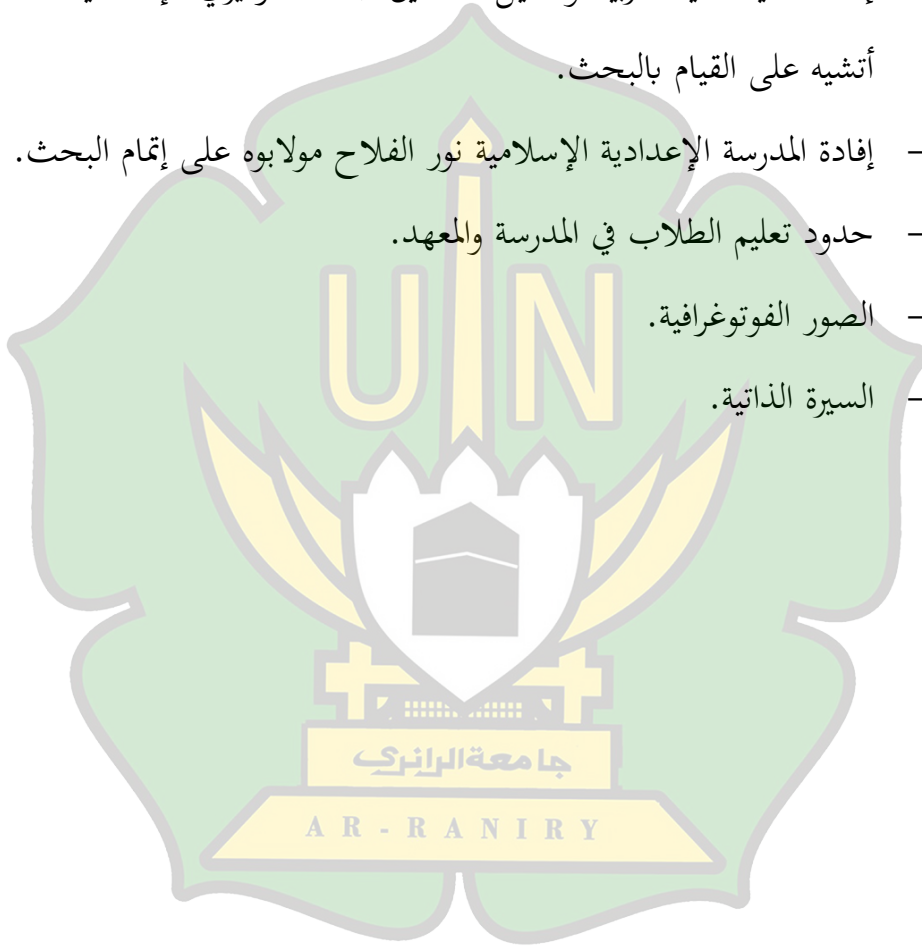 أتشيه على القيام بالبحث.
- إفادة المدرسة الإعدادية الإسلامية نور الفلاح مولابوه على إتمام البحث.
- حدود تعليم الطلاب في المدرسة والمعهد.
- الصور الفوتوغرافية.
- السيرة الذاتية.
UIN
جامعة الرانري
AR-RANIRY